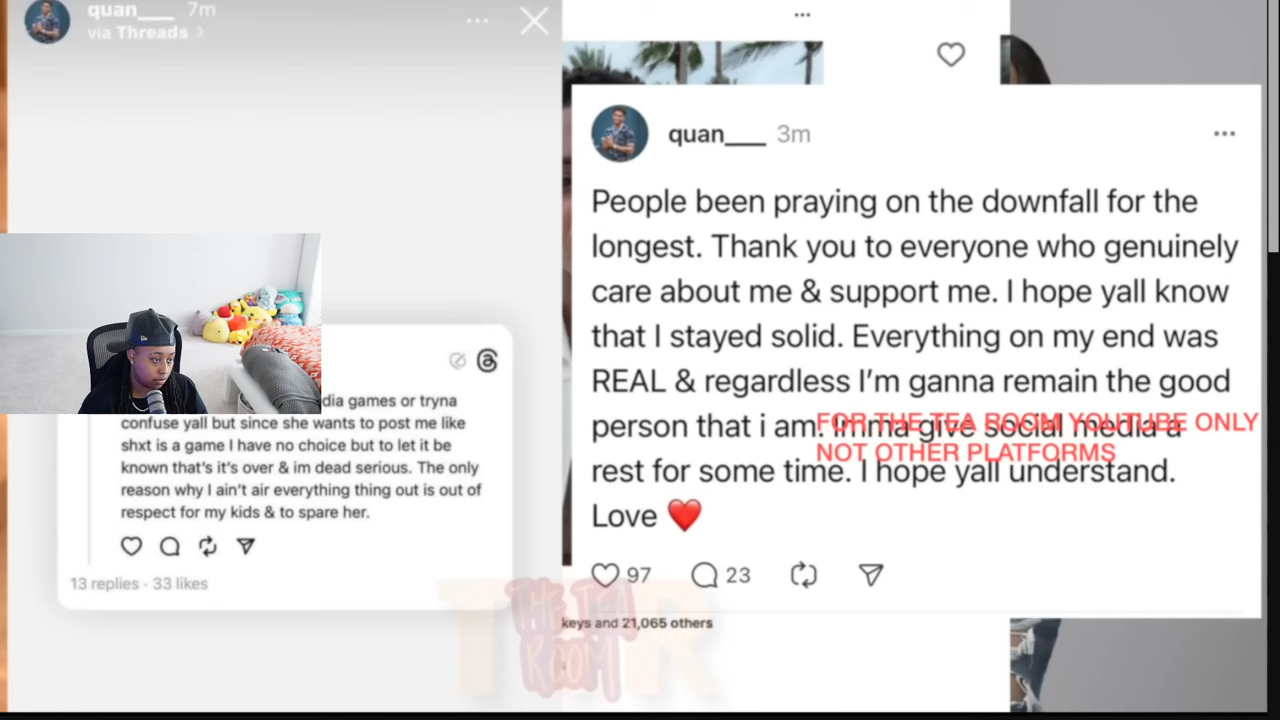 quan___ 7m
via Threads >
dia games or tryna
confuse yall but since she wants to post me like
shxt is a game I have no choice but to let it be
known that's it's over & im dead serious. The only
reason why I ain't air everything thing out is out of
respect for my kids & to spare her.
13 replies · 33 likes
quan___ 3m
People been praying on the downfall for the
longest. Thank you to everyone who genuinely
care about me & support me. I hope yall know
that I stayed solid. Everything on my end was
REAL & regardless I'm ganna remain the good
person that i am. Imma give social media a
rest for some time. I hope yall understand.
Love ❤️
97 23
FOR THE TEA ROOM YOUTUBE ONLY
NOT OTHER PLATFORMS
keys and 21,065 others
T R
THE TEA
ROOM